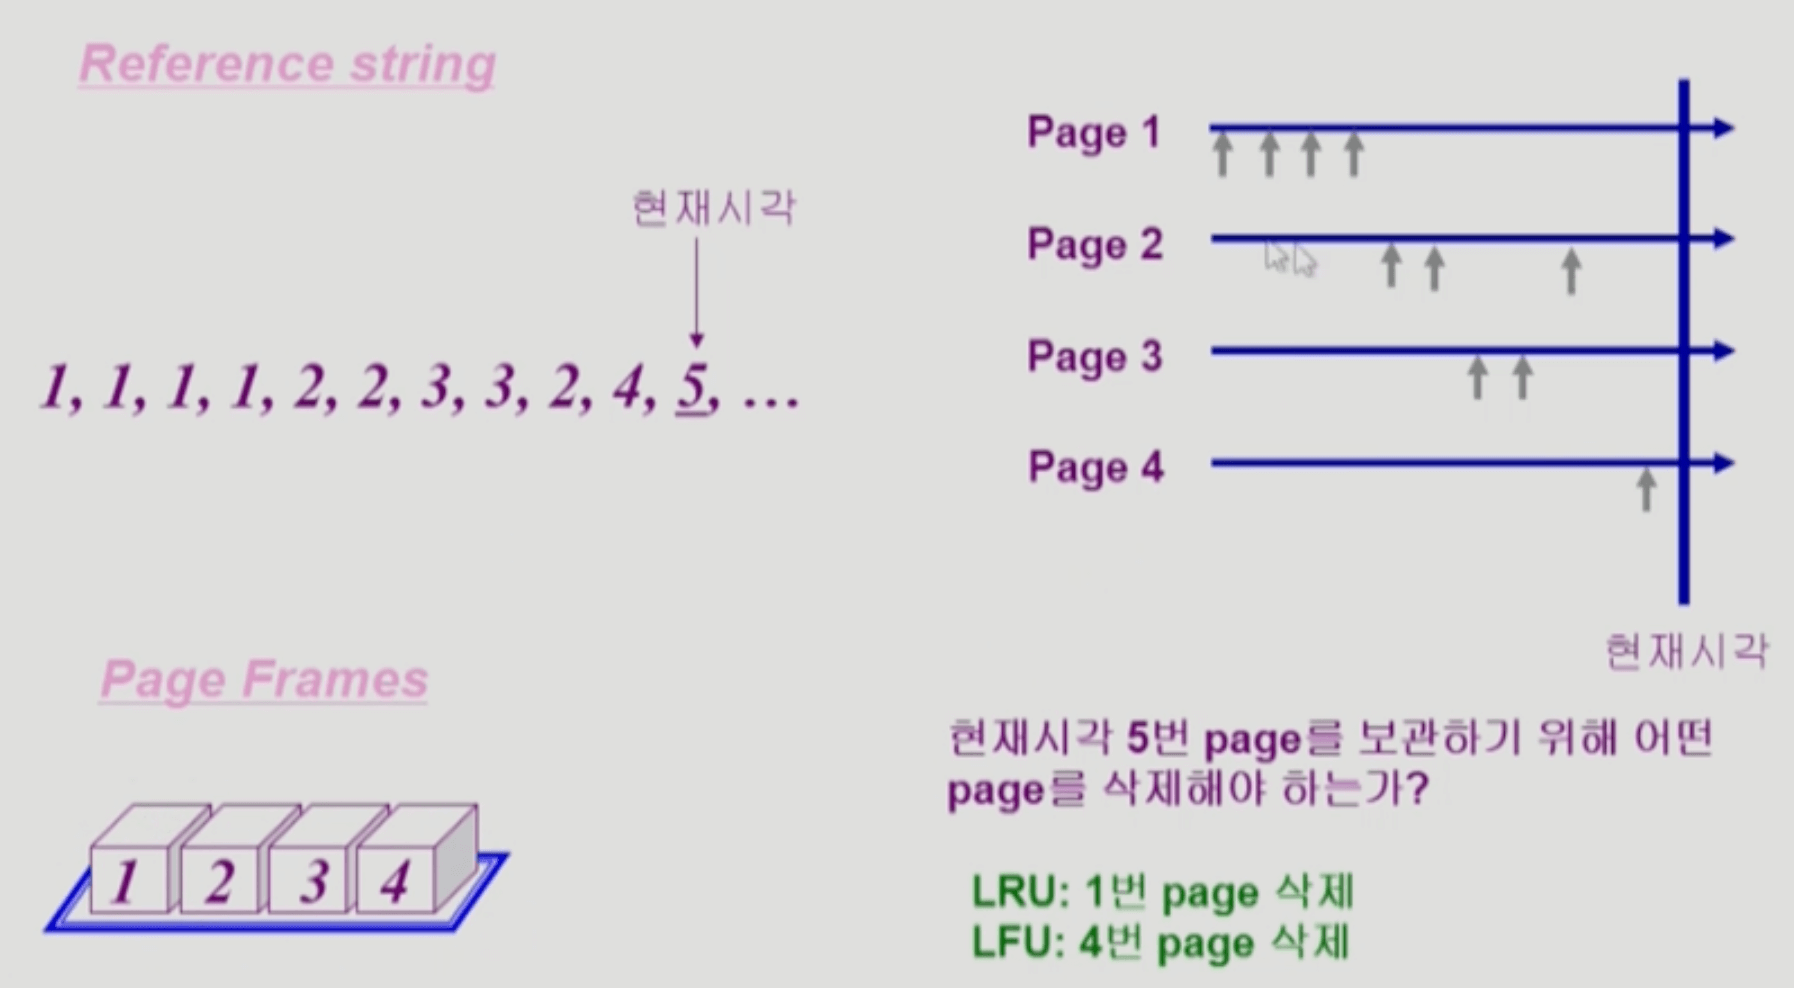 Reference string
현재시각
1, 1, 1, 1, 2, 2, 3, 3, 2, 4, 5, ...
Page Frames
1 2 3 4
Page 1
Page 2
Page 3
Page 4
현재시각
현재시각 5번 page를 보관하기 위해 어떤
page를 삭제해야 하는가?
LRU: 1번 page 삭제
LFU: 4번 page 삭제